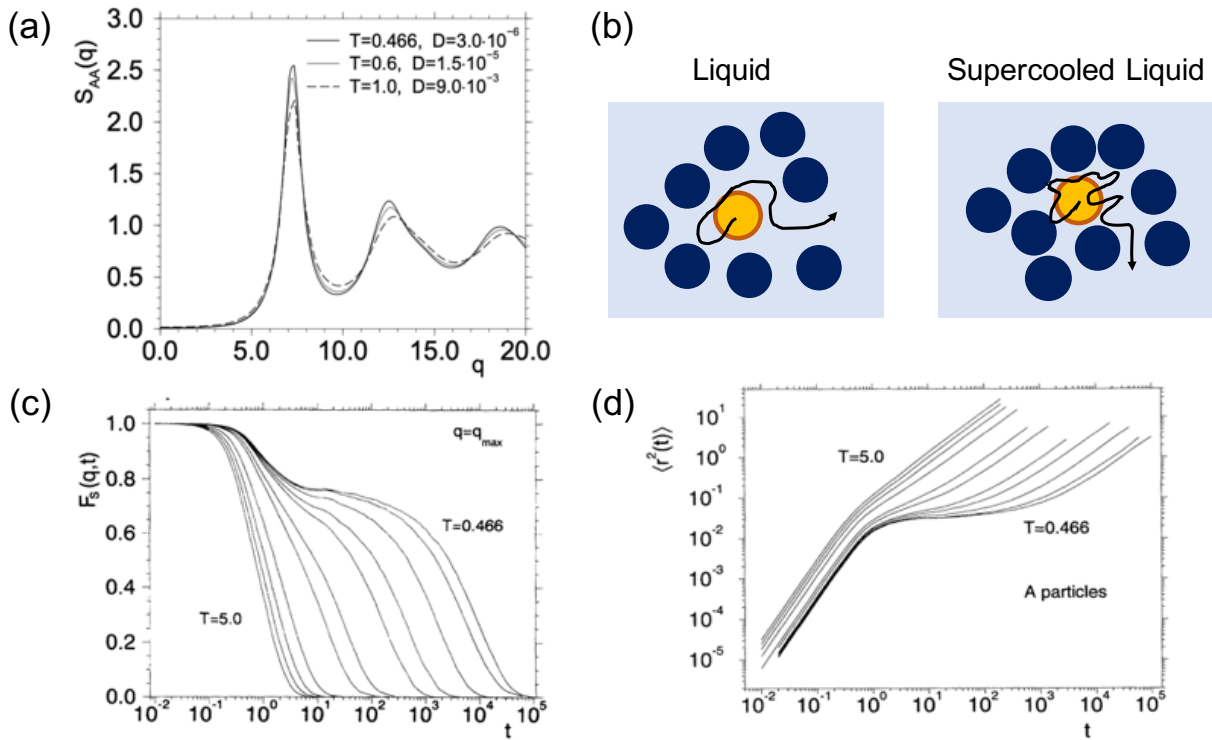 (a)
3.0
2.5
2.0
1.5
1.0
0.5
0.0
S_AA(q)
T=0.466, D=3.0·10⁻⁶
T=0.6, D=1.5·10⁻⁵
T=1.0, D=9.0·10⁻³
0.0 5.0 10.0 15.0 20.0
q
(b)
Liquid
Supercooled Liquid
(c)
1.0
0.8
0.6
0.4
0.2
0.0
F_s(q,t)
q=q_max
T=0.466
T=5.0
10⁻² 10⁻¹ 10⁰ 10¹ 10² 10³ 10⁴ 10⁵
t
(d)
10¹
10⁰
10⁻¹
10⁻²
10⁻³
10⁻⁴
10⁻⁵
⟨r²(t)⟩
T=5.0
T=0.466
A particles
10⁻² 10⁻¹ 10⁰ 10¹ 10² 10³ 10⁴ 10⁵
t